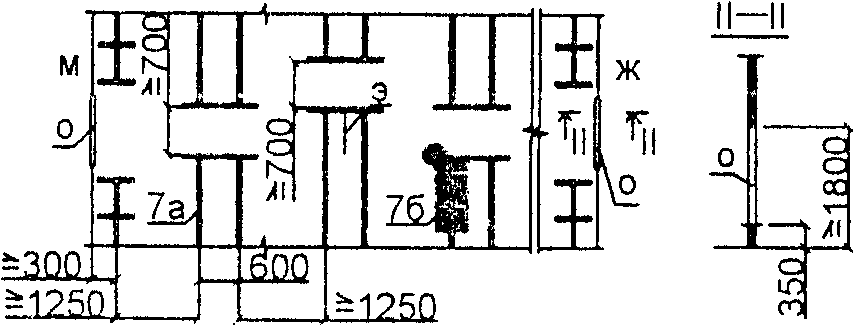 II—II
≥700
М
Ж
Э
II
II
О
≥700
О
О
≥1800
7а
7б
≥300
600
≥1250
≥1250
350